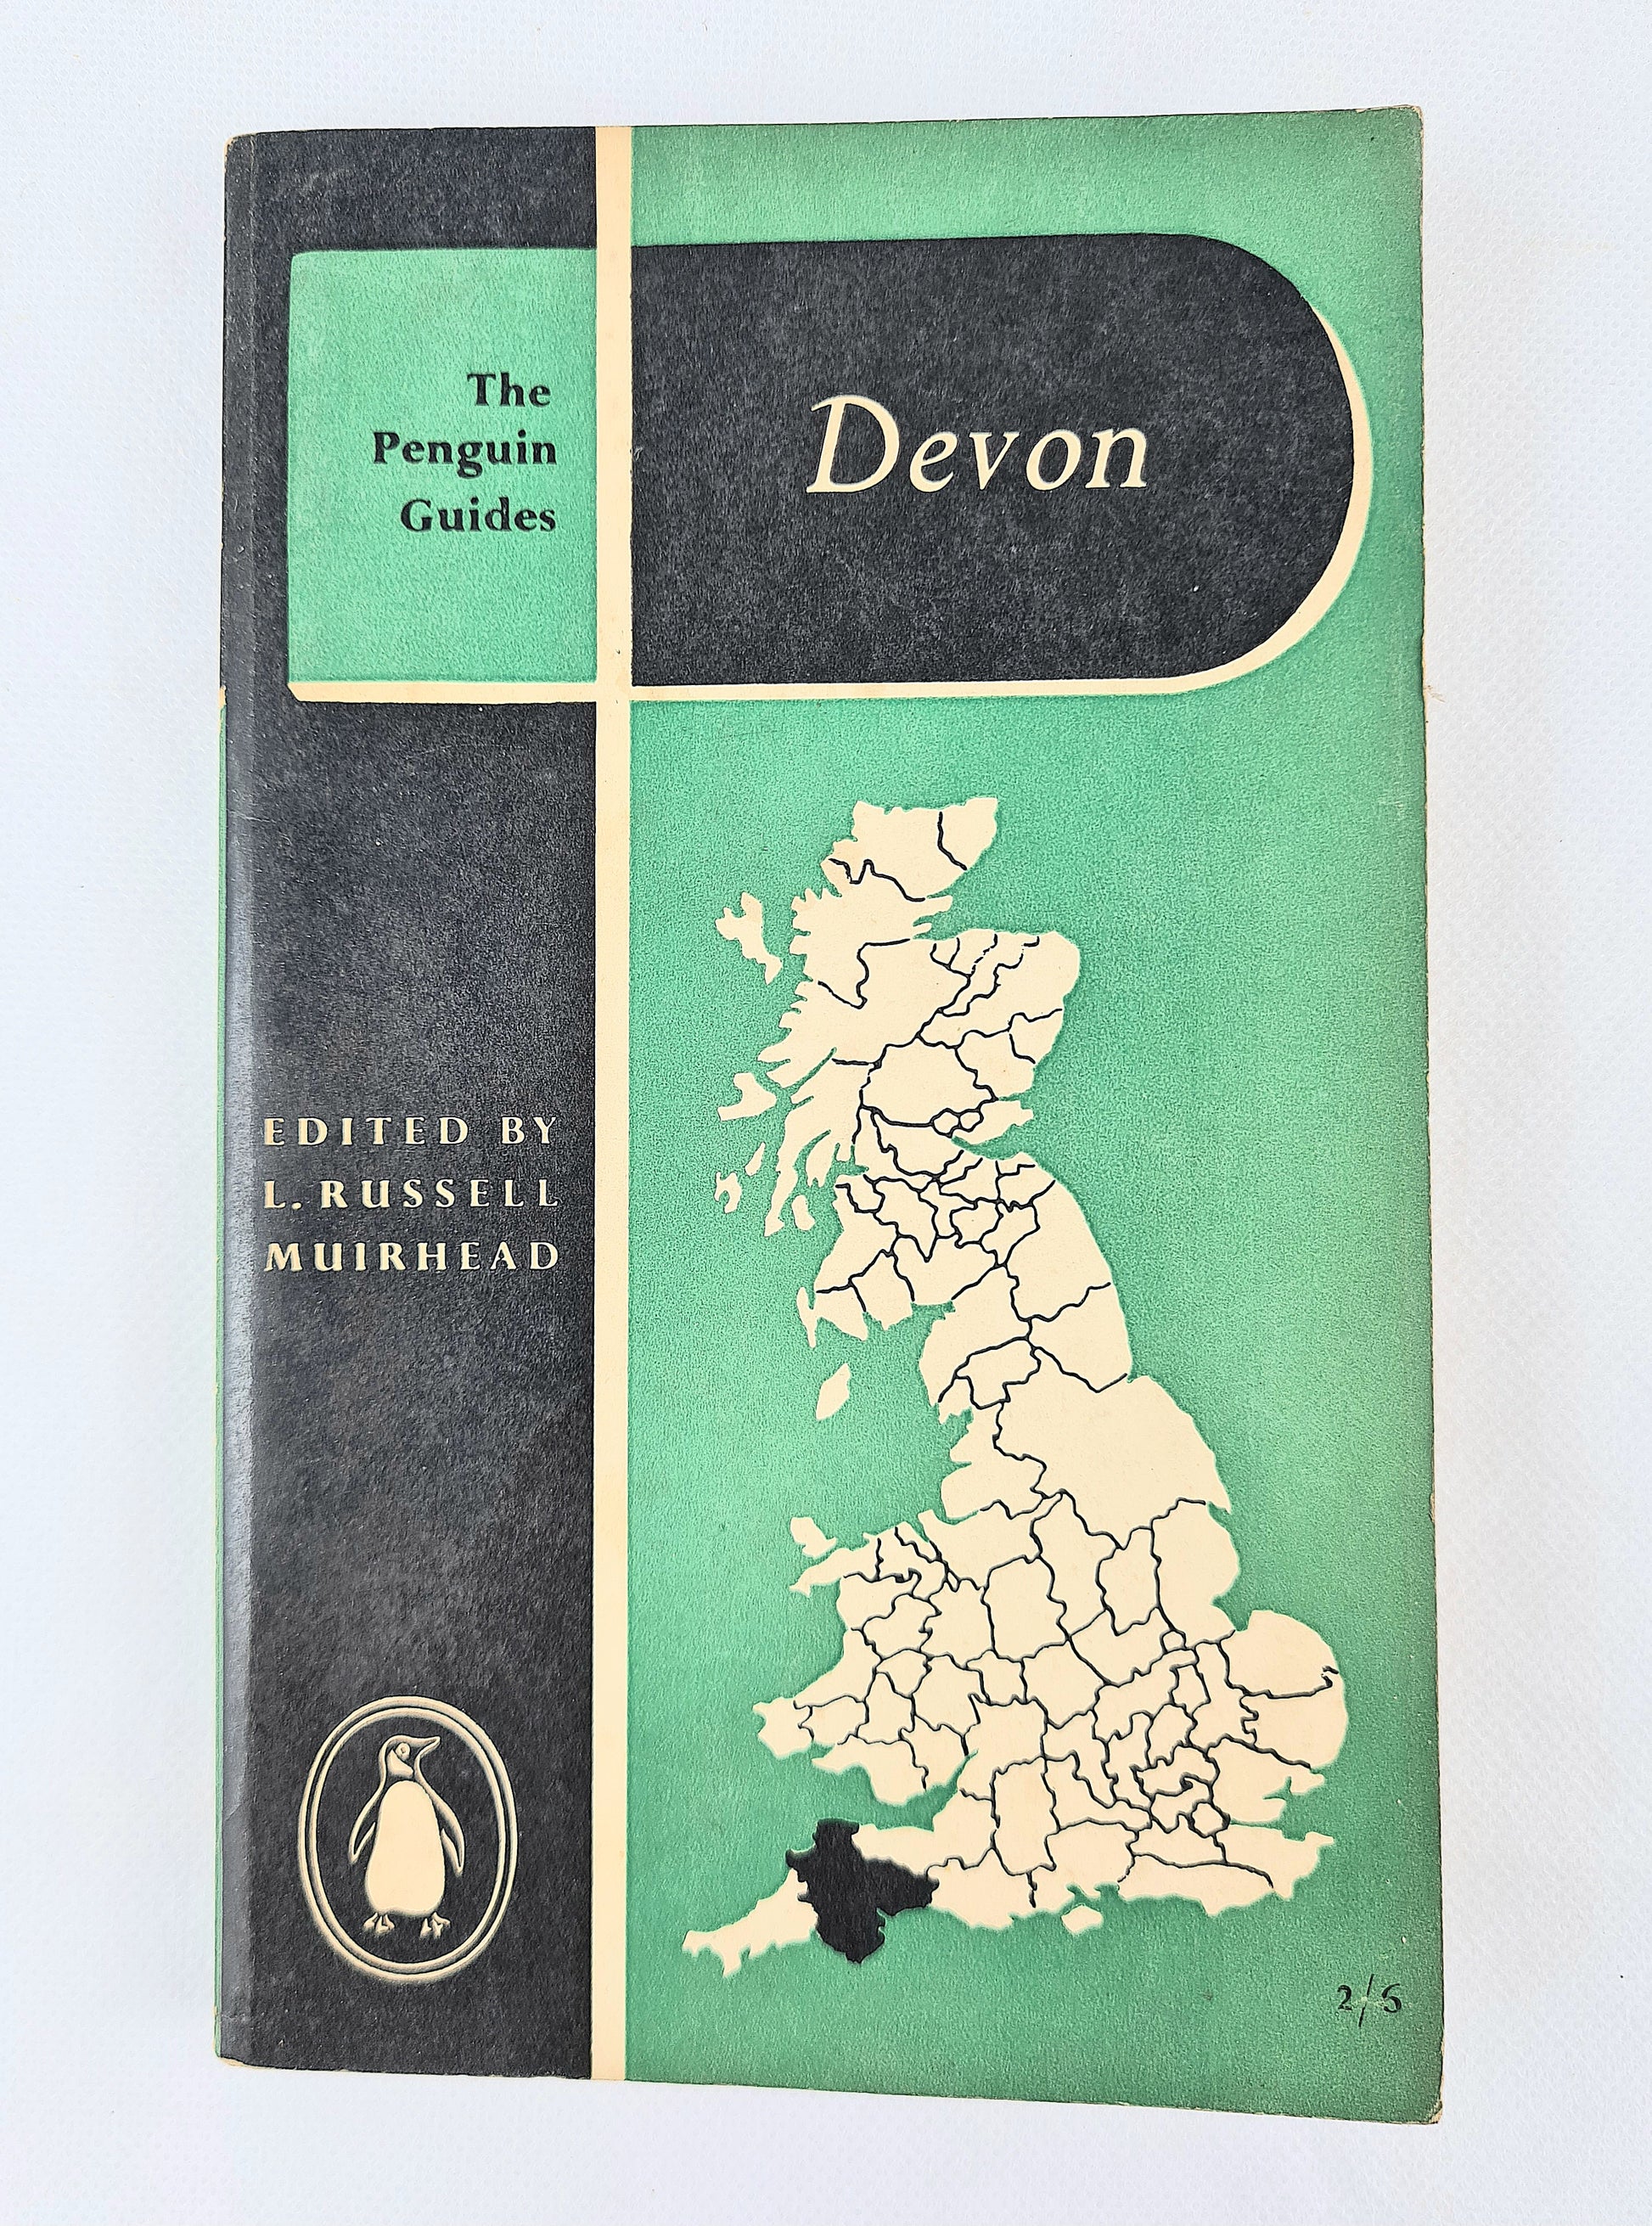 The
Penguin
Guides
Devon
EDITED BY
L. RUSSELL
MUIRHEAD
2/6